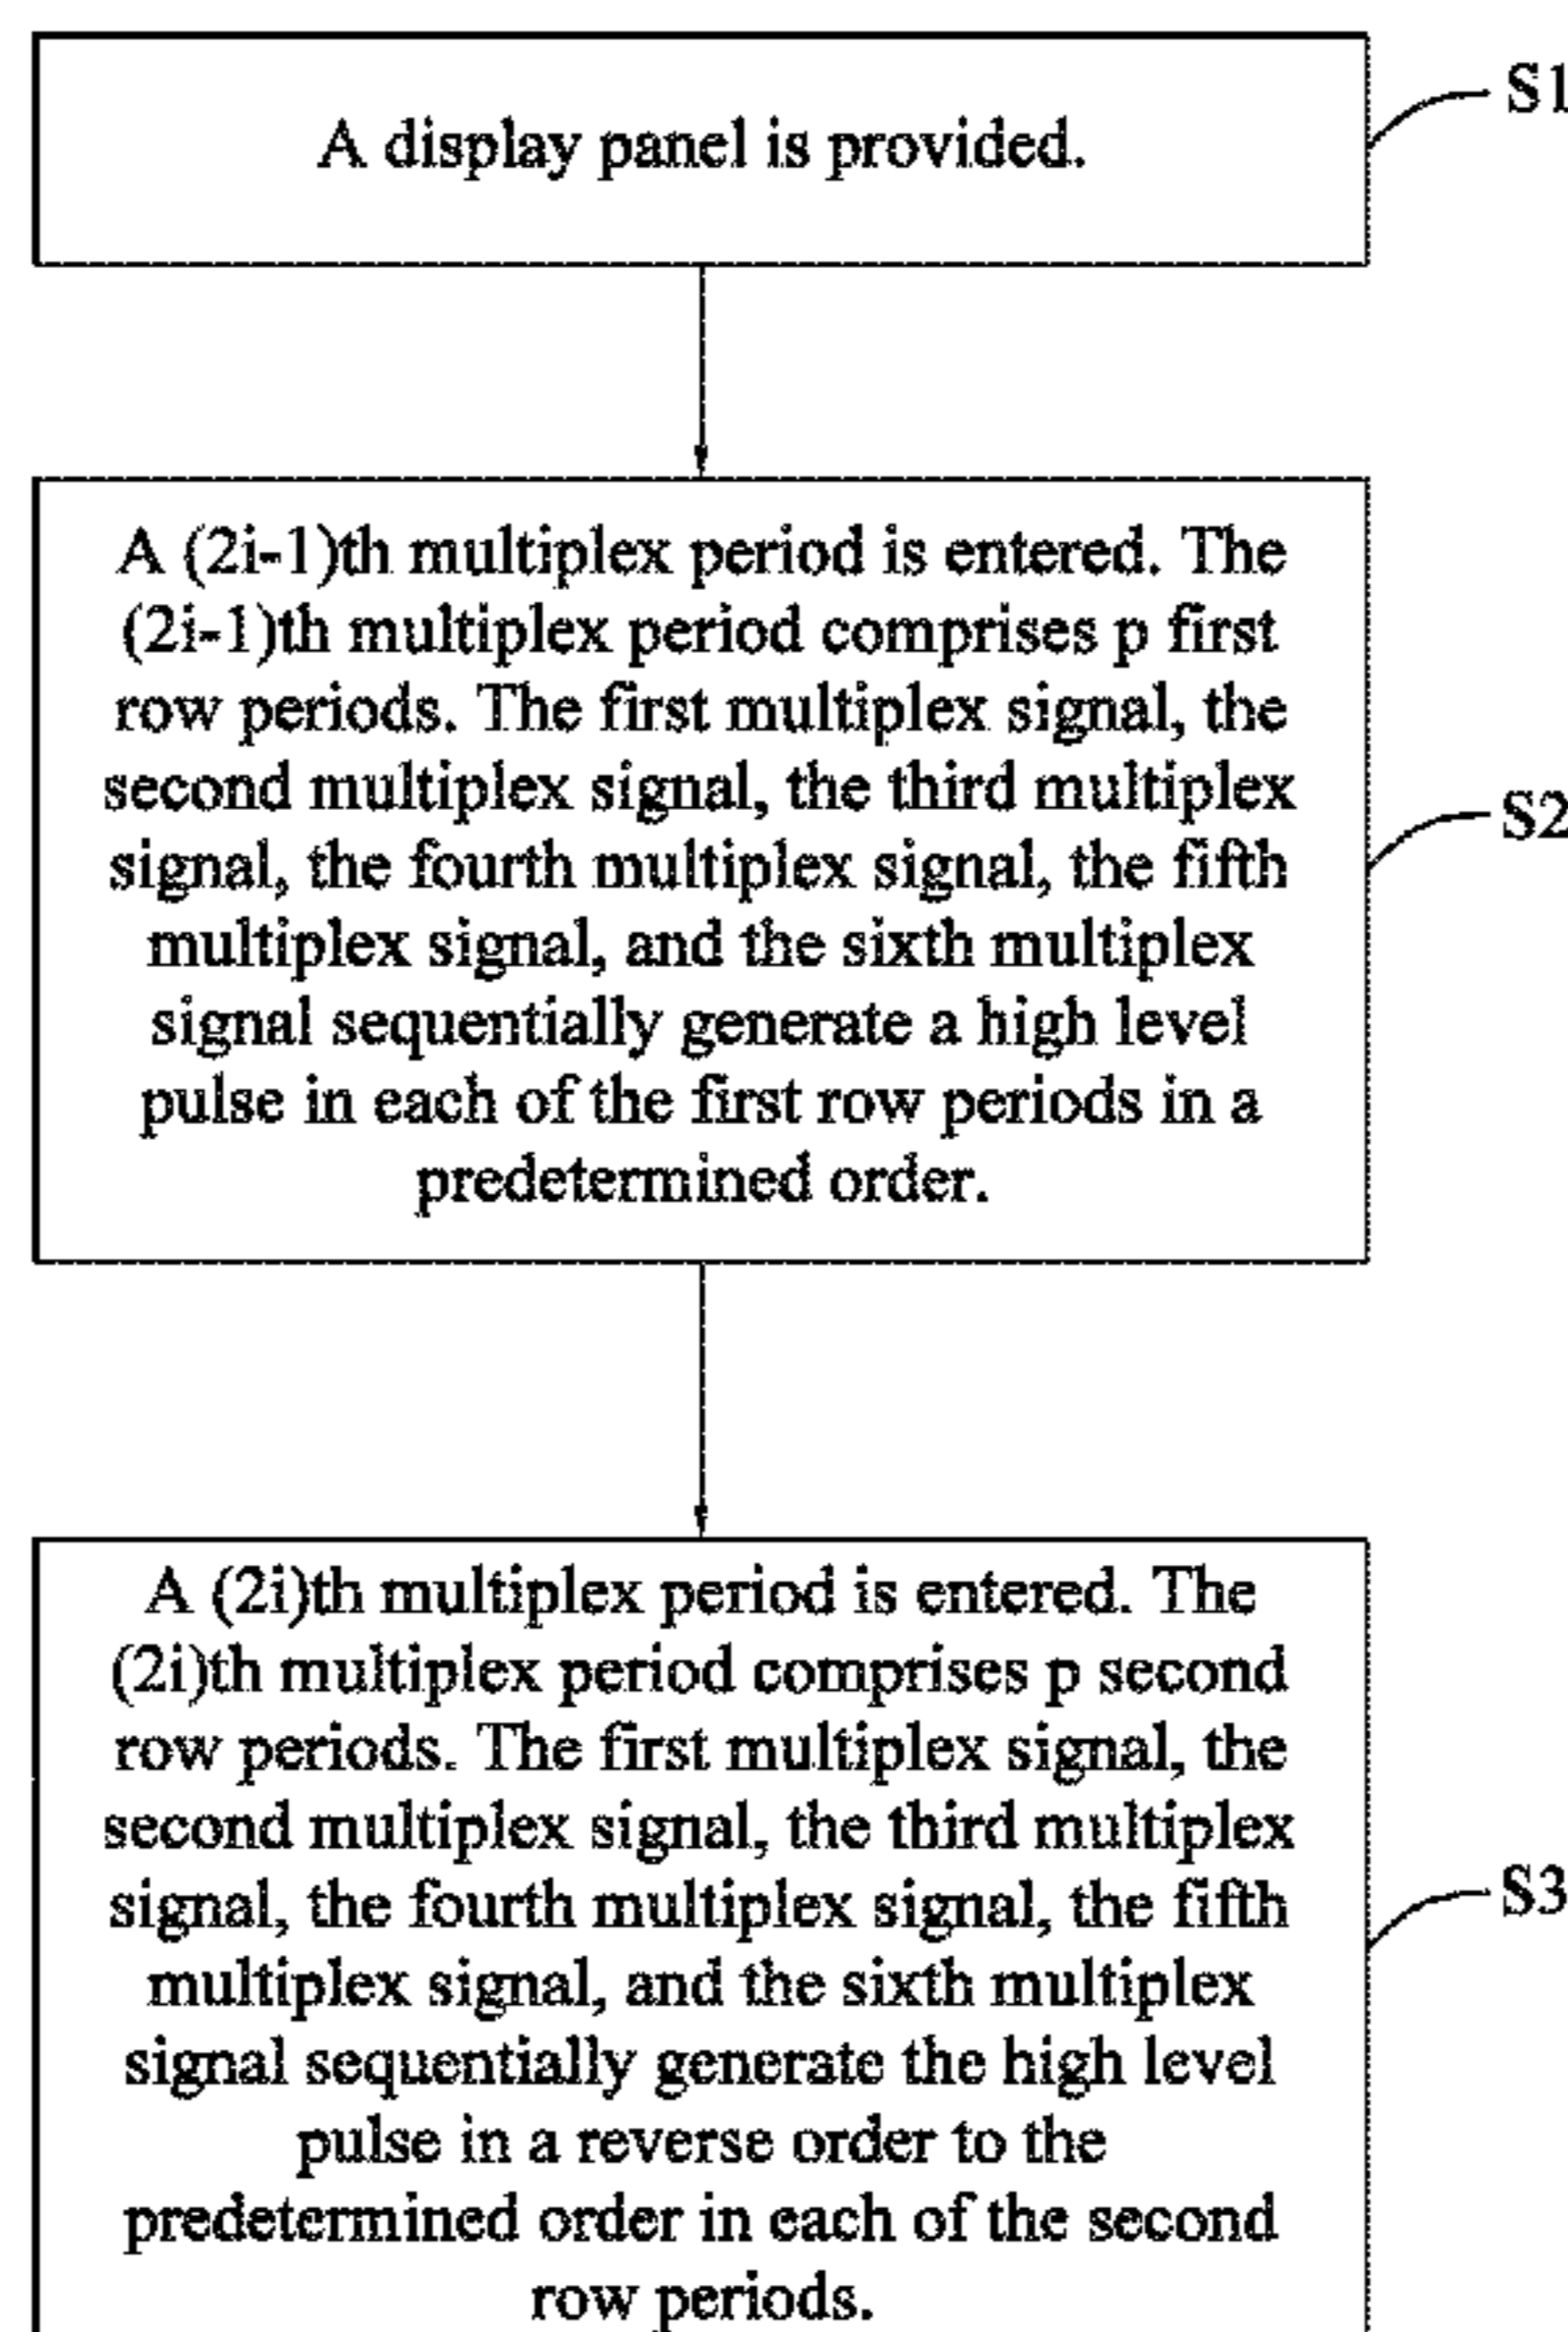 A display panel is provided.
S1
A (2i-1)th multiplex period is entered. The
(2i-1)th multiplex period comprises p first
row periods. The first multiplex signal, the
second multiplex signal, the third multiplex
signal, the fourth multiplex signal, the fifth
multiplex signal, and the sixth multiplex
signal sequentially generate a high level
pulse in each of the first row periods in a
predetermined order.
S2
A (2i)th multiplex period is entered. The
(2i)th multiplex period comprises p second
row periods. The first multiplex signal, the
second multiplex signal, the third multiplex
signal, the fourth multiplex signal, the fifth
multiplex signal, and the sixth multiplex
signal sequentially generate the high level
pulse in a reverse order to the
predetermined order in each of the second
row periods.
S3